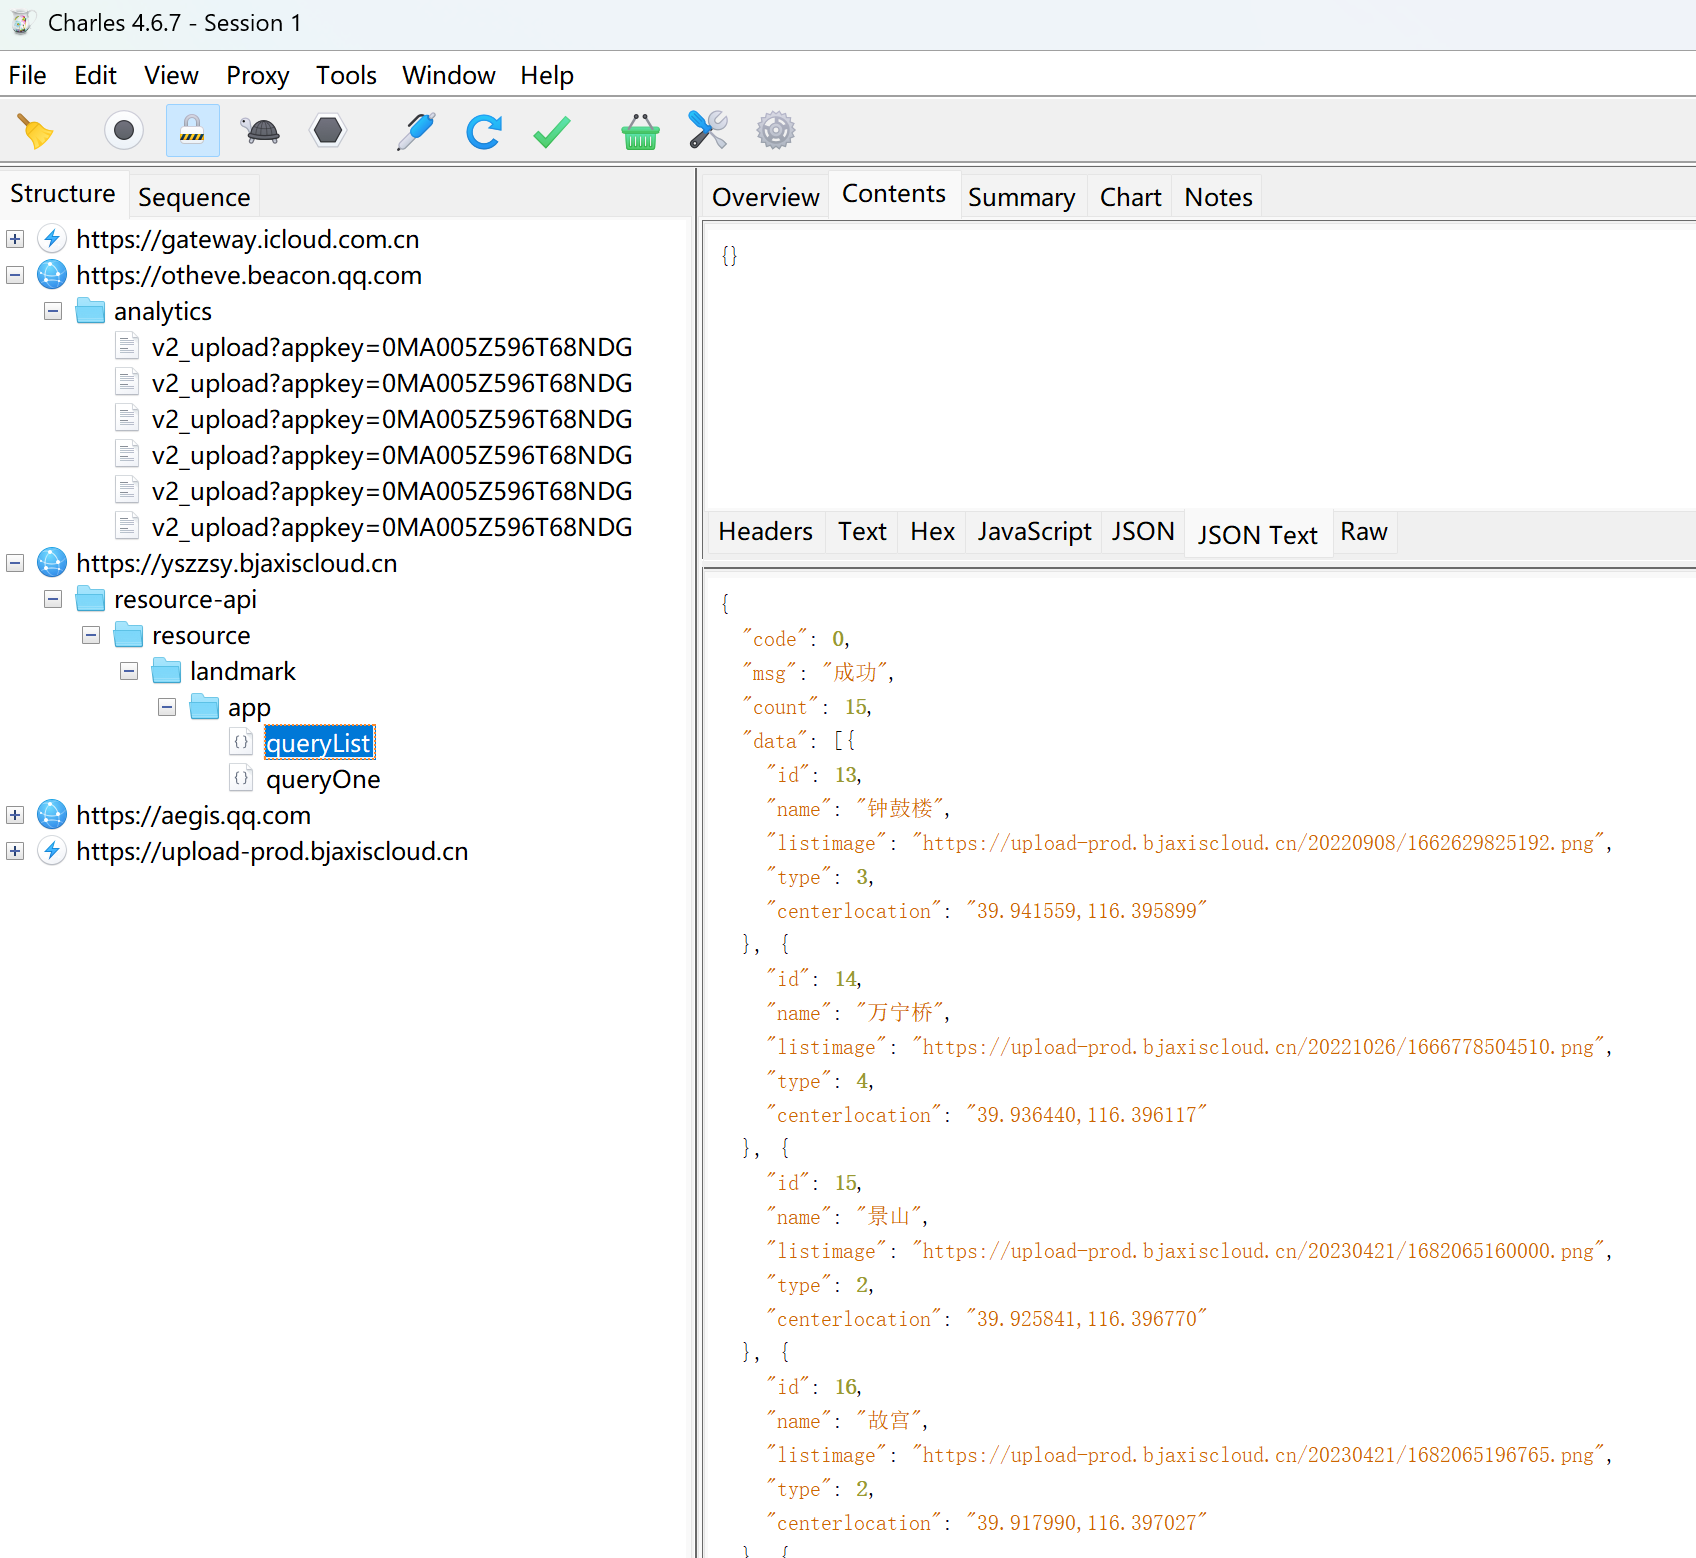 Charles 4.6.7 - Session 1
File Edit View Proxy Tools Window Help
Structure Sequence
https://gateway.icloud.com.cn
https://otheve.beacon.qq.com
analytics
v2_upload?appkey=0MA005Z596T68NDG
v2_upload?appkey=0MA005Z596T68NDG
v2_upload?appkey=0MA005Z596T68NDG
v2_upload?appkey=0MA005Z596T68NDG
v2_upload?appkey=0MA005Z596T68NDG
v2_upload?appkey=0MA005Z596T68NDG
https://yszzsy.bjaxiscloud.cn
resource-api
resource
landmark
app
queryList
queryOne
https://aegis.qq.com
https://upload-prod.bjaxiscloud.cn
Overview Contents Summary Chart Notes
{}
Headers Text Hex JavaScript JSON JSON Text Raw
{
"code": 0,
"msg": "成功",
"count": 15,
"data": [{
"id": 13,
"name": "钟鼓楼",
"listimage": "https://upload-prod.bjaxiscloud.cn/20220908/1662629825192.png",
"type": 3,
"centerlocation": "39.941559,116.395899"
}, {
"id": 14,
"name": "万宁桥",
"listimage": "https://upload-prod.bjaxiscloud.cn/20221026/1666778504510.png",
"type": 4,
"centerlocation": "39.936440,116.396117"
}, {
"id": 15,
"name": "景山",
"listimage": "https://upload-prod.bjaxiscloud.cn/20230421/1682065160000.png",
"type": 2,
"centerlocation": "39.925841,116.396770"
}, {
"id": 16,
"name": "故宫",
"listimage": "https://upload-prod.bjaxiscloud.cn/20230421/1682065196765.png",
"type": 2,
"centerlocation": "39.917990,116.397027"
}, {